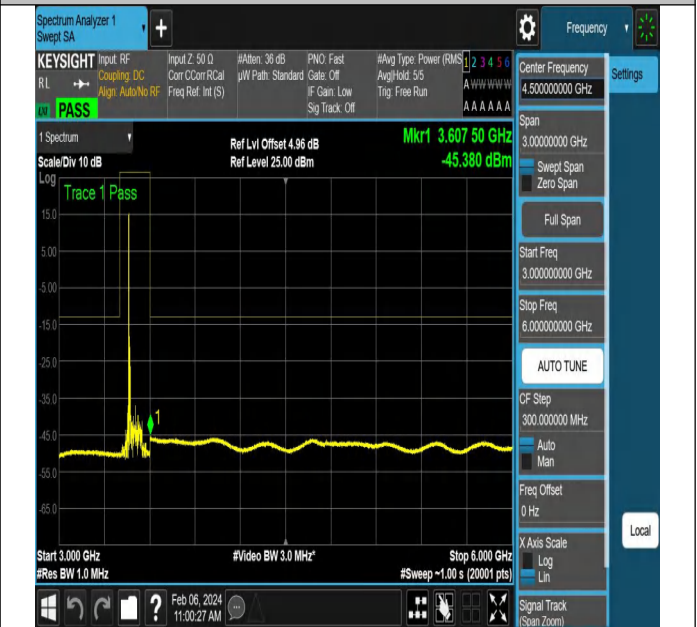 Spectrum Analyzer 1
Swept SA
+
Frequency
KEYSIGHT
RL
PASS
Input: RF
Coupling: DC
Align: Auto/No RF
Input Z: 50 Ω
Corr CCorr RCal
Freq Ref: Int (S)
#Atten: 36 dB
µW Path: Standard
PNO: Fast
Gate: Off
IF Gain: Low
Sig Track: Off
#Avg Type: Power (RMS
Avg|Hold: 5/5
Trig: Free Run
1 2 3 4 5 6
A W W W W W
A A A A A A
1 Spectrum
Scale/Div 10 dB
Ref Lvl Offset 4.96 dB
Ref Level 25.00 dBm
Mkr1 3.607 50 GHz
-45.380 dBm
Log
Trace 1 Pass
15.0
5.00
-5.00
-15.0
-25.0
-35.0
-45.0
-55.0
-65.0
1
Start 3.000 GHz
#Res BW 1.0 MHz
#Video BW 3.0 MHz*
Stop 6.000 GHz
#Sweep ~1.00 s (20001 pts)
?
Feb 06, 2024
11:00:27 AM
Center Frequency
4.500000000 GHz
Settings
Span
3.00000000 GHz
Swept Span
Zero Span
Full Span
Start Freq
3.000000000 GHz
Stop Freq
6.000000000 GHz
AUTO TUNE
CF Step
300.000000 MHz
Auto
Man
Freq Offset
0 Hz
Local
X Axis Scale
Log
Lin
Signal Track
(Span Zoom)